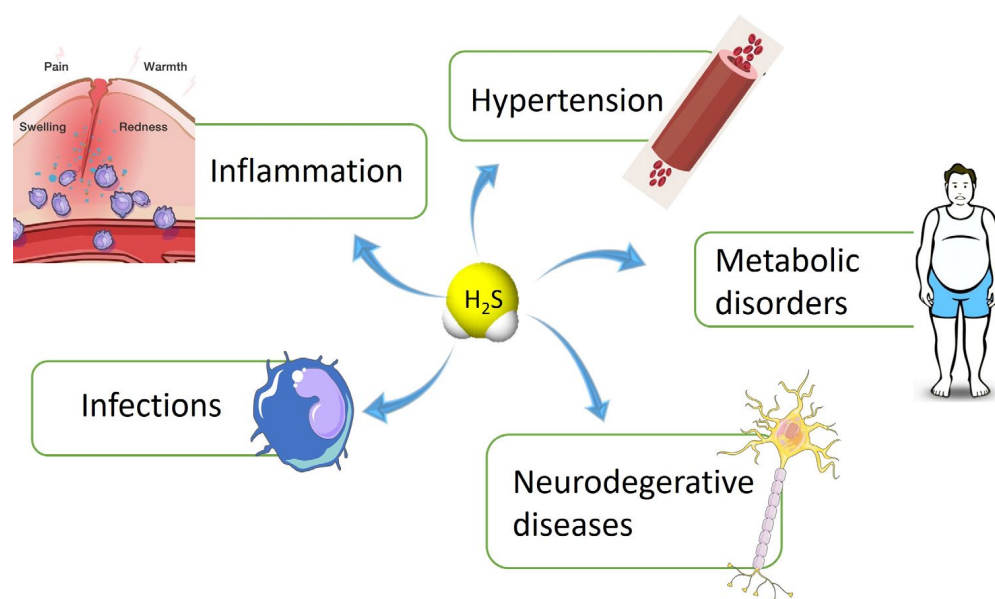 Pain
Warmth
Swelling
Redness
Inflammation
Hypertension
Metabolic
disorders
H₂S
Infections
Neurodegerative
diseases